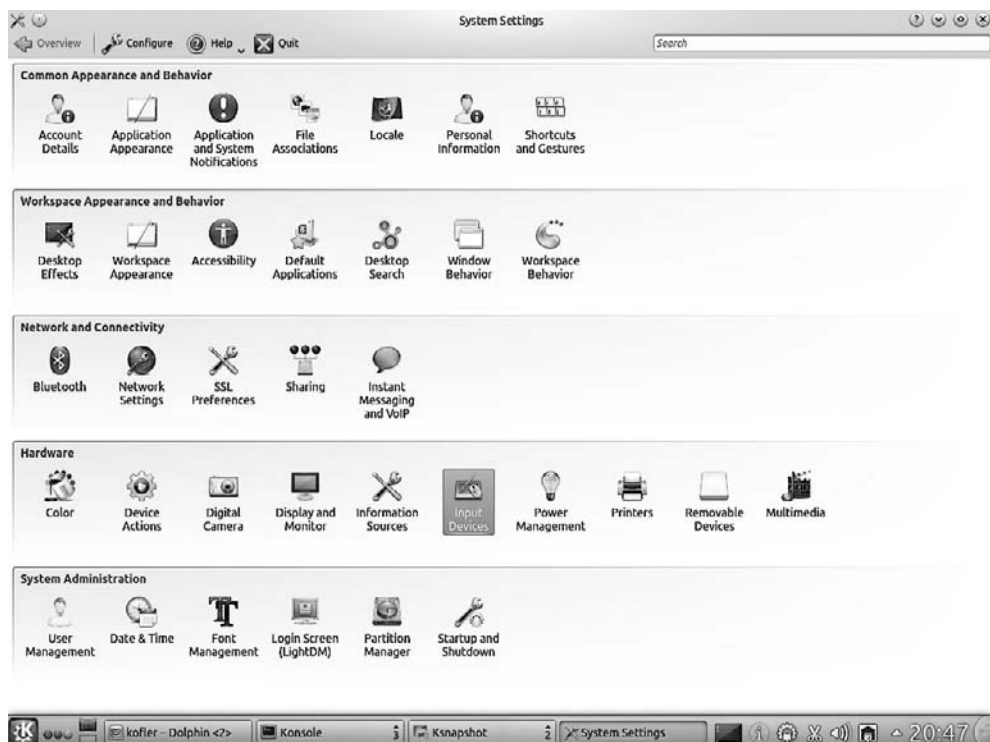 System Settings
Overview Configure Help Quit Search
Common Appearance and Behavior
Account Details
Application Appearance
Application and System Notifications
File Associations
Locale
Personal Information
Shortcuts and Gestures
Workspace Appearance and Behavior
Desktop Effects
Workspace Appearance
Accessibility
Default Applications
Desktop Search
Window Behavior
Workspace Behavior
Network and Connectivity
Bluetooth
Network Settings
SSL Preferences
Sharing
Instant Messaging and VoIP
Hardware
Color
Device Actions
Digital Camera
Display and Monitor
Information Sources
Input Devices
Power Management
Printers
Removable Devices
Multimedia
System Administration
User Management
Date & Time
Font Management
Login Screen (LightDM)
Partition Manager
Startup and Shutdown
kofler – Dolphin <2> Konsole 3 Ksnapshot 2 System Settings 20:47